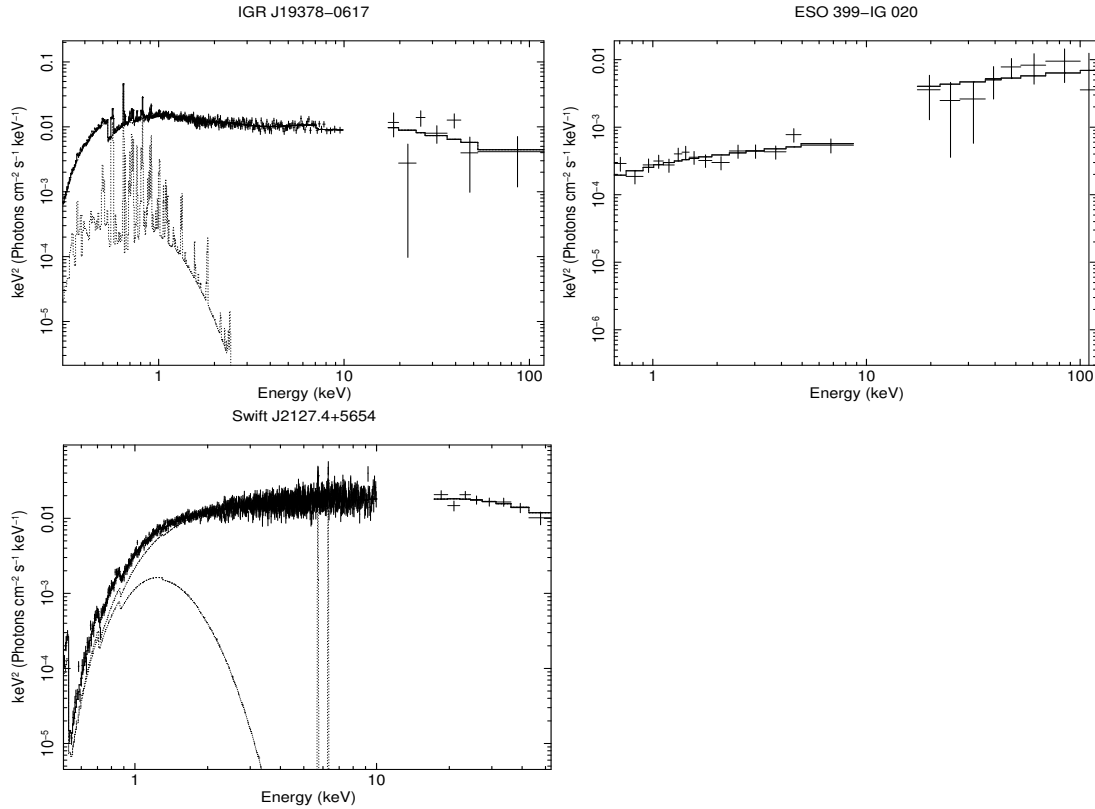 IGR J19378−0617
keV² (Photons cm⁻² s⁻¹ keV⁻¹)
0.1
0.01
10⁻³
10⁻⁴
10⁻⁵
1
10
100
Energy (keV)
ESO 399−IG 020
keV² (Photons cm⁻² s⁻¹ keV⁻¹)
0.01
10⁻³
10⁻⁴
10⁻⁵
10⁻⁶
1
10
100
Energy (keV)
Swift J2127.4+5654
keV² (Photons cm⁻² s⁻¹ keV⁻¹)
0.01
10⁻³
10⁻⁴
10⁻⁵
1
10
Energy (keV)